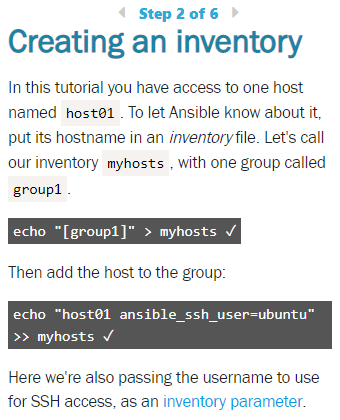 Step 2 of 6
Creating an inventory
In this tutorial you have access to one host
named host01 . To let Ansible know about it,
put its hostname in an inventory file. Let's call
our inventory myhosts , with one group called
group1 .
echo "[group1]" > myhosts ✓
Then add the host to the group:
echo "host01 ansible_ssh_user=ubuntu"
>> myhosts ✓
Here we're also passing the username to use
for SSH access, as an inventory parameter.